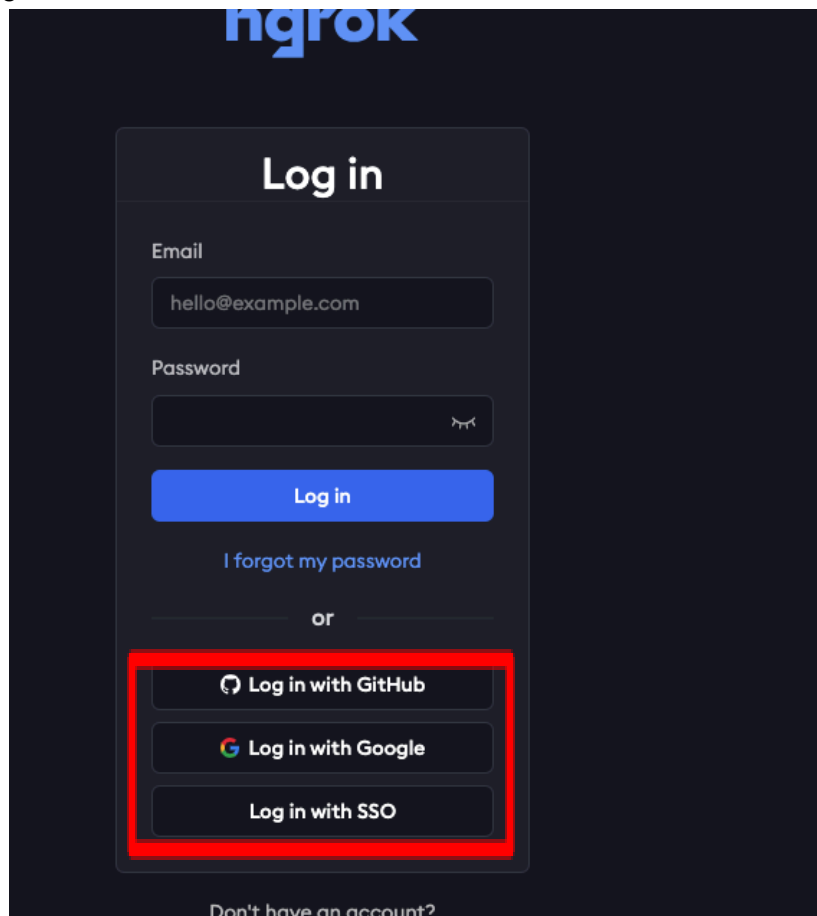 ngrok
Log in
Email
hello@example.com
Password
Log in
I forgot my password
or
Log in with GitHub
Log in with Google
Log in with SSO
Don't have an account?